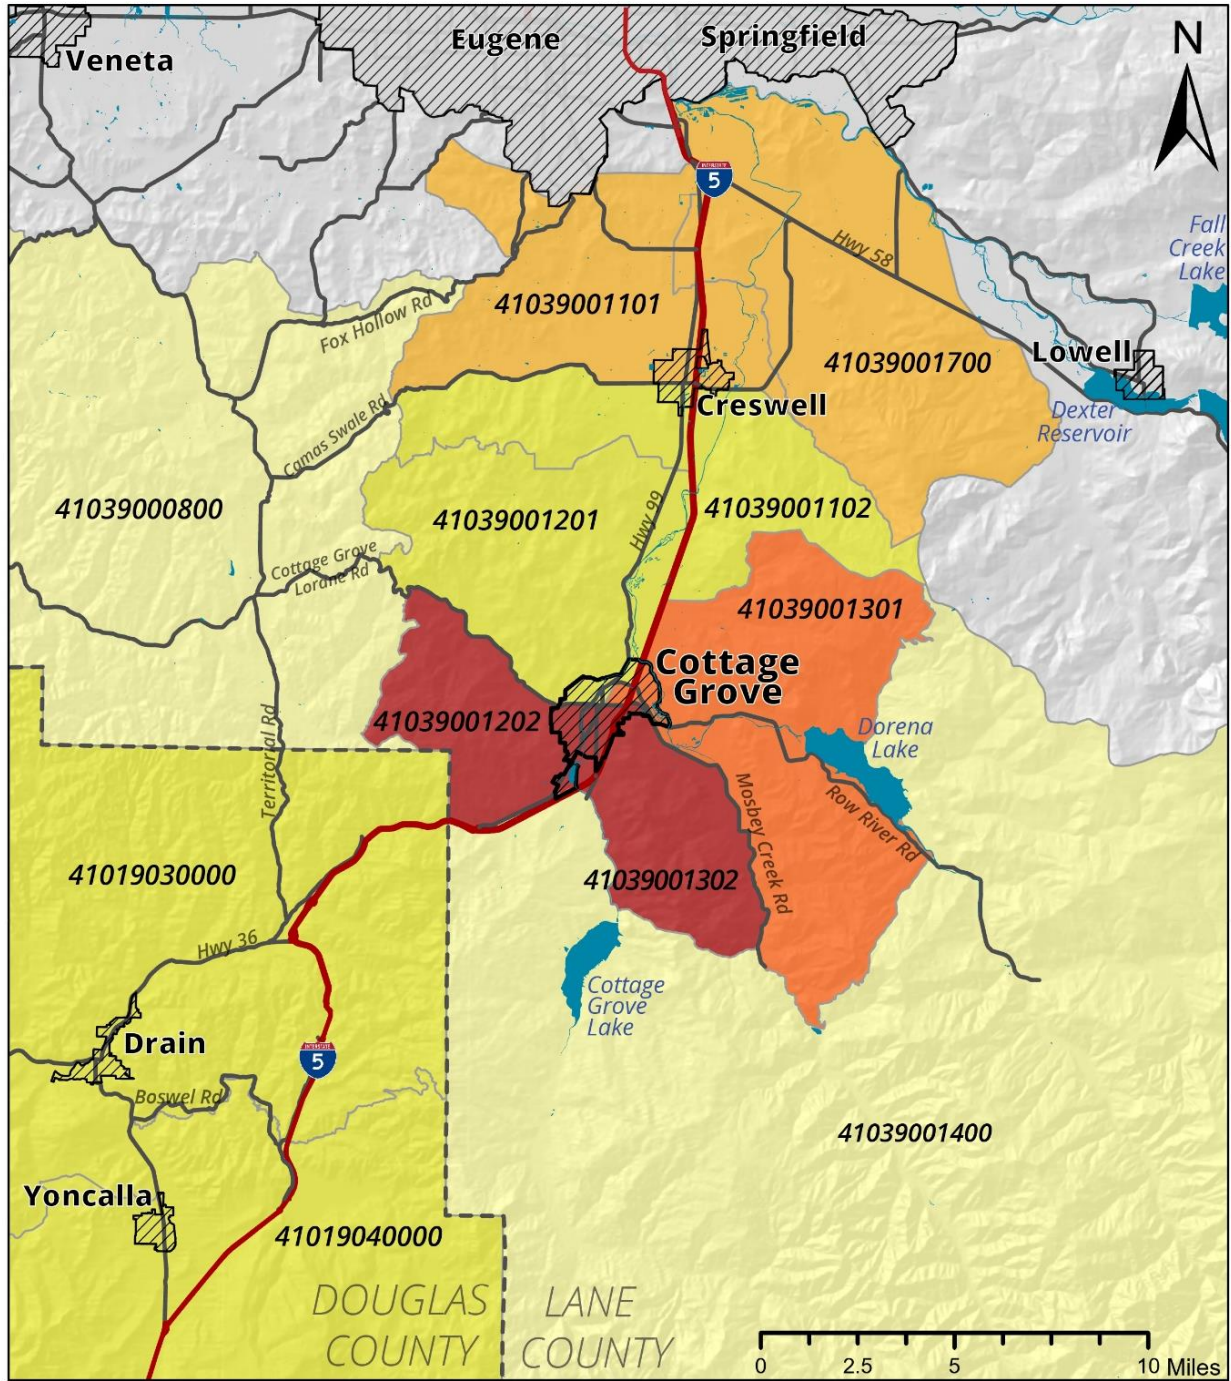 Eugene
Springfield
Veneta
N
INTERSTATE
5
Fall
Creek
Lake
Hwy 58
41039001101
Fox Hollow Rd
41039001700
Lowell
Creswell
Dexter
Reservoir
Camas Swale Rd
41039000800
41039001201
Hwy 99
41039001102
Cottage Grove
Lorane Rd
41039001301
Cottage
Grove
41039001202
Dorena
Lake
Territorial Rd
Mosbey Creek Rd
Row River Rd
41019030000
41039001302
Hwy 36
Cottage
Grove
Lake
Drain
INTERSTATE
5
Boswel Rd
41039001400
Yoncalla
41019040000
DOUGLAS
COUNTY
LANE
COUNTY
0 2.5 5 10 Miles